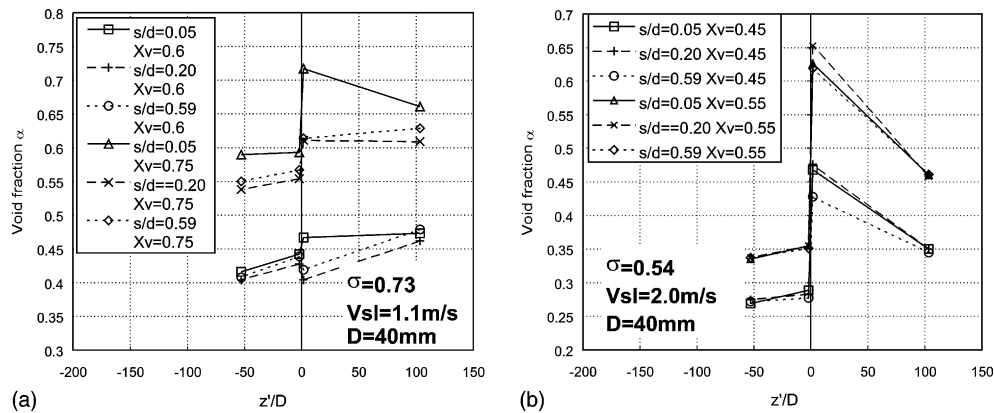 0.8
0.75
0.7
0.65
0.6
0.55
0.5
0.45
0.4
0.35
0.3
Void fraction α
s/d=0.05
Xv=0.6
s/d=0.20
Xv=0.6
s/d=0.59
Xv=0.6
s/d=0.05
Xv=0.75
s/d==0.20
Xv=0.75
s/d=0.59
Xv=0.75
σ=0.73
Vsl=1.1m/s
D=40mm
-200 -150 -100 -50 0 50 100 150
z'/D
(a)
0.7
0.65
0.6
0.55
0.5
0.45
0.4
0.35
0.3
0.25
0.2
Void fraction α
s/d=0.05 Xv=0.45
s/d=0.20 Xv=0.45
s/d=0.59 Xv=0.45
s/d=0.05 Xv=0.55
s/d==0.20 Xv=0.55
s/d=0.59 Xv=0.55
σ=0.54
Vsl=2.0m/s
D=40mm
-200 -150 -100 -50 0 50 100 150
z'/D
(b)